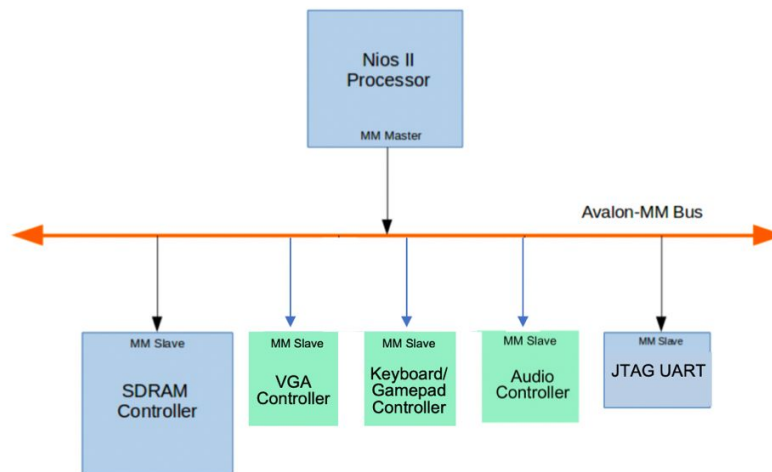 Nios II
Processor
MM Master
Avalon-MM Bus
MM Slave
SDRAM
Controller
MM Slave
VGA
Controller
MM Slave
Keyboard/
Gamepad
Controller
MM Slave
Audio
Controller
MM Slave
JTAG UART